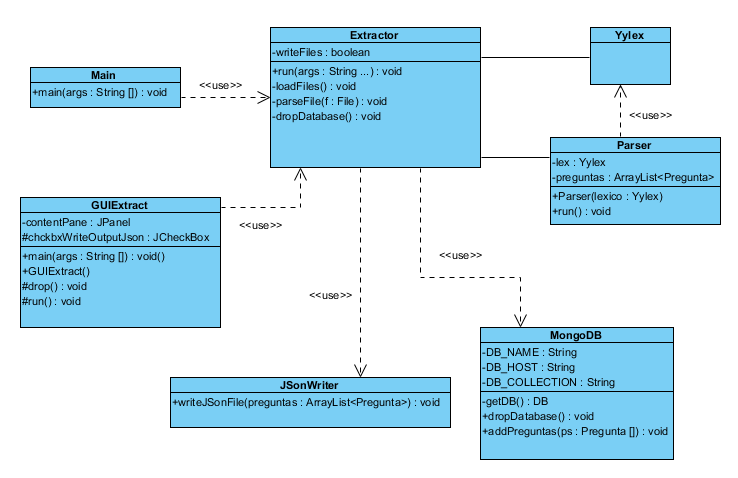 Extractor
-writeFiles : boolean
+run(args : String ...) : void
-loadFiles() : void
-parseFile(f : File) : void
-dropDatabase() : void
Yylex
Main
+main(args : String []) : void
<<use>>
<<use>>
Parser
-lex : Yylex
-preguntas : ArrayList<Pregunta>
+Parser(lexico : Yylex)
+run() : void
GUIExtract
-contentPane : JPanel
#chckbxWriteOutputJson : JCheckBox
+main(args : String []) : void()
+GUIExtract()
#drop() : void
#run() : void
<<use>>
<<use>>
<<use>>
MongoDB
-DB_NAME : String
-DB_HOST : String
-DB_COLLECTION : String
-getDB() : DB
+dropDatabase() : void
+addPreguntas(ps : Pregunta []) : void
JSonWriter
+writeJSonFile(preguntas : ArrayList<Pregunta>) : void